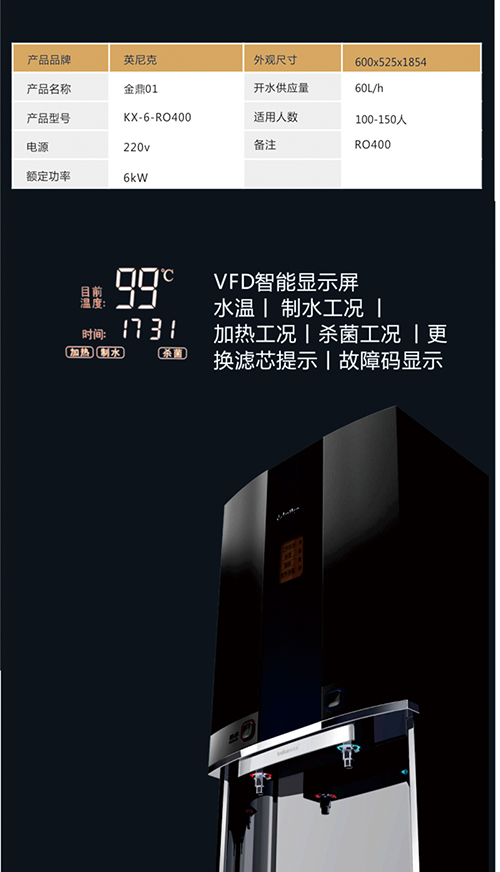 产品品牌 英尼克 外观尺寸 600x525x1854
产品名称 金鼎01 开水供应量 60L/h
产品型号 KX-6-RO400 适用人数 100-150人
电源 220v 备注 RO400
额定功率 6kW
目前温度: 99℃
时间: 17 31
加热 制水 杀菌
VFD智能显示屏
水温丨 制水工况 丨
加热工况丨杀菌工况 丨更
换滤芯提示丨故障码显示